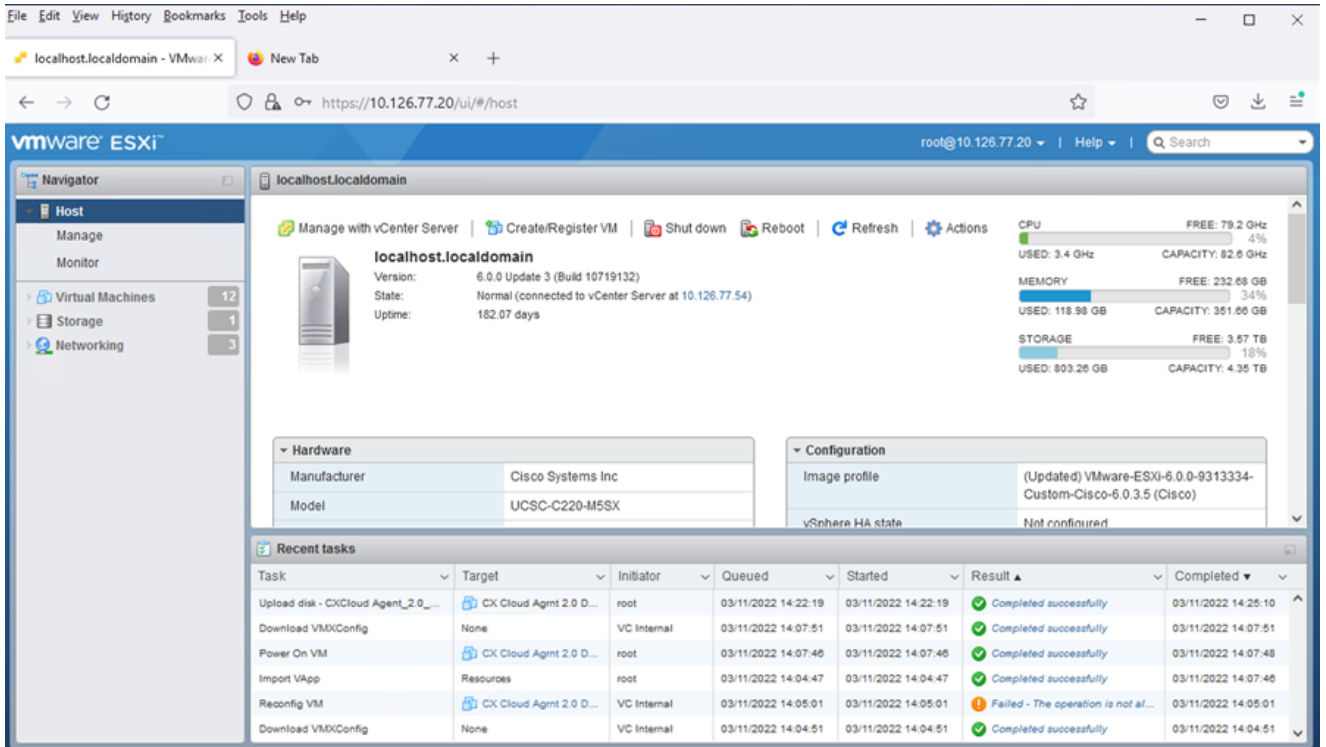 File Edit View History Bookmarks Tools Help
localhost.localdomain - VMwar
New Tab
https://10.126.77.20/ui/#/host
vmware ESXi™
root@10.126.77.20 | Help | Search
Navigator
localhost.localdomain
Host
Manage
Monitor
Virtual Machines 12
Storage 1
Networking 3
Manage with vCenter Server | Create/Register VM | Shut down Reboot | Refresh | Actions
localhost.localdomain
Version: 6.0.0 Update 3 (Build 10719132)
State: Normal (connected to vCenter Server at 10.126.77.54)
Uptime: 182.07 days
CPU FREE: 79.2 GHz
4%
USED: 3.4 GHz CAPACITY: 82.6 GHz
MEMORY FREE: 232.68 GB
34%
USED: 118.98 GB CAPACITY: 351.66 GB
STORAGE FREE: 3.57 TB
18%
USED: 803.26 GB CAPACITY: 4.35 TB
Hardware
Manufacturer Cisco Systems Inc
Model UCSC-C220-M5SX
Configuration
Image profile (Updated) VMware-ESXi-6.0.0-9313334-
Custom-Cisco-6.0.3.5 (Cisco)
vSphere HA state Not configured
Recent tasks
Task Target Initiator Queued Started Result ▲ Completed ▼
Upload disk - CXCloud Agent_2.0_... CX Cloud Agrnt 2.0 D... root 03/11/2022 14:22:19 03/11/2022 14:22:19 Completed successfully 03/11/2022 14:25:10
Download VMXConfig None VC Internal 03/11/2022 14:07:51 03/11/2022 14:07:51 Completed successfully 03/11/2022 14:07:51
Power On VM CX Cloud Agrnt 2.0 D... root 03/11/2022 14:07:46 03/11/2022 14:07:46 Completed successfully 03/11/2022 14:07:48
Import VApp Resources root 03/11/2022 14:04:47 03/11/2022 14:04:47 Completed successfully 03/11/2022 14:07:46
Reconfig VM CX Cloud Agrnt 2.0 D... VC Internal 03/11/2022 14:05:01 03/11/2022 14:05:01 Failed - The operation is not al... 03/11/2022 14:05:01
Download VMXConfig None VC Internal 03/11/2022 14:04:51 03/11/2022 14:04:51 Completed successfully 03/11/2022 14:04:51